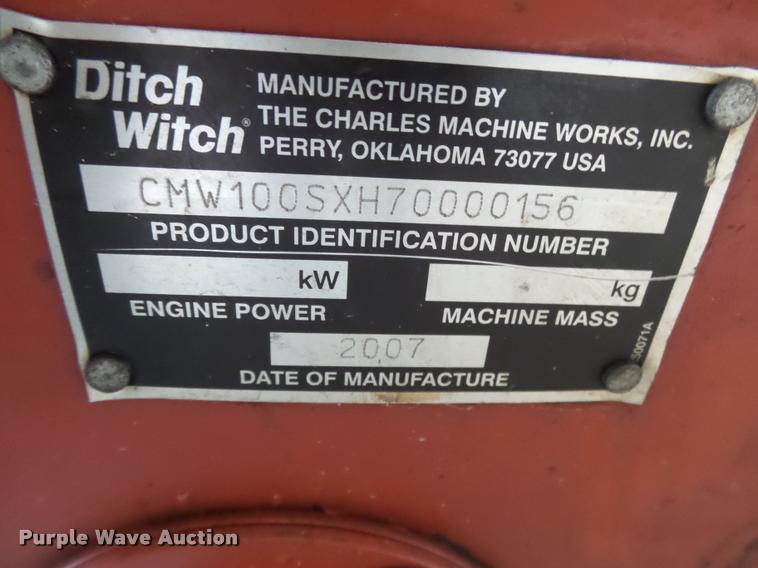 Ditch
Witch®
MANUFACTURED BY
THE CHARLES MACHINE WORKS, INC.
PERRY, OKLAHOMA 73077 USA
CMW100SXH70000156
PRODUCT IDENTIFICATION NUMBER
kW
kg
ENGINE POWER
MACHINE MASS
2007
DATE OF MANUFACTURE
Purple Wave Auction